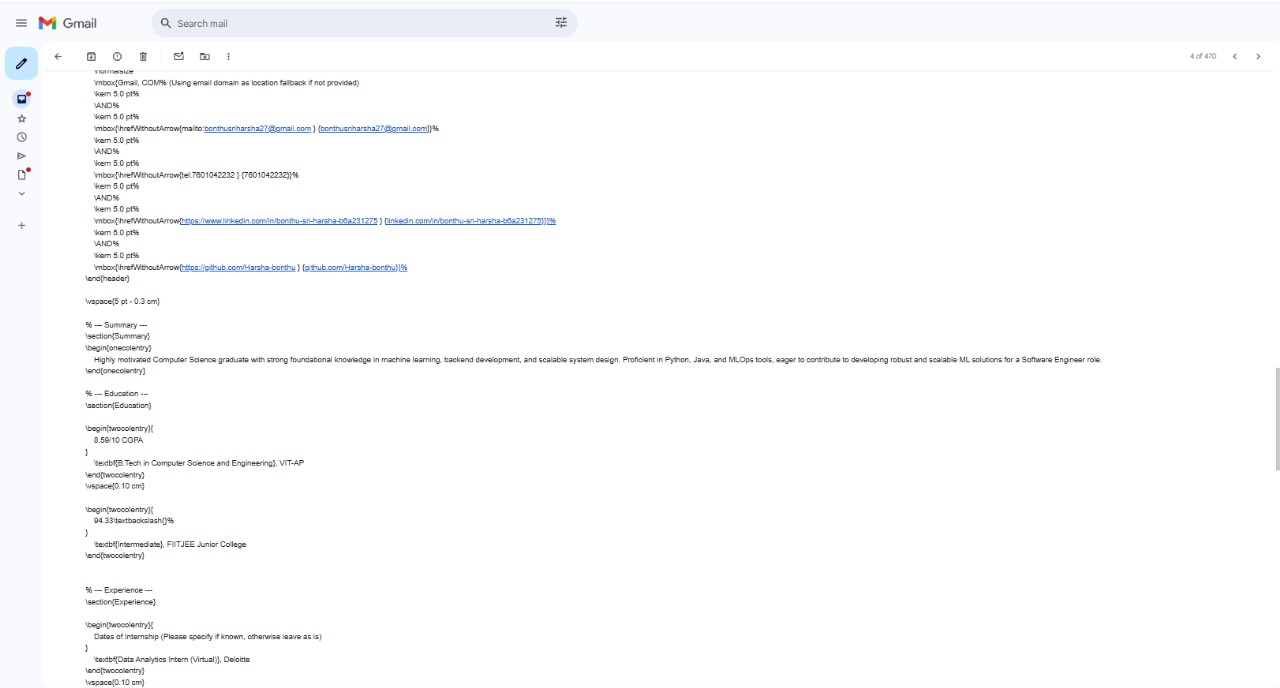 Gmail
Search mail
4 of 470
\normalsize
\mbox{Gmail, COM% (Using email domain as location fallback if not provided)
\kern 5.0 pt%
\AND%
\kern 5.0 pt%
\mbox{\hrefWithoutArrow{mailto:bonthusriharsha27@gmail.com } {bonthusriharsha27@gmail.com}}%
\kern 5.0 pt%
\AND%
\kern 5.0 pt%
\mbox{\hrefWithoutArrow{tel:7601042232 } {7601042232}}%
\kern 5.0 pt%
\AND%
\kern 5.0 pt%
\mbox{\hrefWithoutArrow{https://www.linkedin.com/in/bonthu-sri-harsha-b6a231275 } {linkedin.com/in/bonthu-sri-harsha-b6a231275}}}%
\kern 5.0 pt%
\AND%
\kern 5.0 pt%
\mbox{\hrefWithoutArrow{https://github.com/Harsha-bonthu } {github.com/Harsha-bonthu}}%
\end{header}
\vspace{5 pt - 0.3 cm}
% --- Summary ---
\section{Summary}
\begin{onecolentry}
Highly motivated Computer Science graduate with strong foundational knowledge in machine learning, backend development, and scalable system design. Proficient in Python, Java, and MLOps tools, eager to contribute to developing robust and scalable ML solutions for a Software Engineer role.
\end{onecolentry}
% --- Education ---
\section{Education}
\begin{twocolentry}{
8.59/10 CGPA
}
\textbf{B.Tech in Computer Science and Engineering}, VIT-AP
\end{twocolentry}
\vspace{0.10 cm}
\begin{twocolentry}{
94.33\textbackslash{}%
}
\textbf{Intermediate}, FIITJEE Junior College
\end{twocolentry}
% --- Experience ---
\section{Experience}
\begin{twocolentry}{
Dates of Internship (Please specify if known, otherwise leave as is)
}
\textbf{Data Analytics Intern (Virtual)}, Deloitte
\end{twocolentry}
\vspace{0.10 cm}